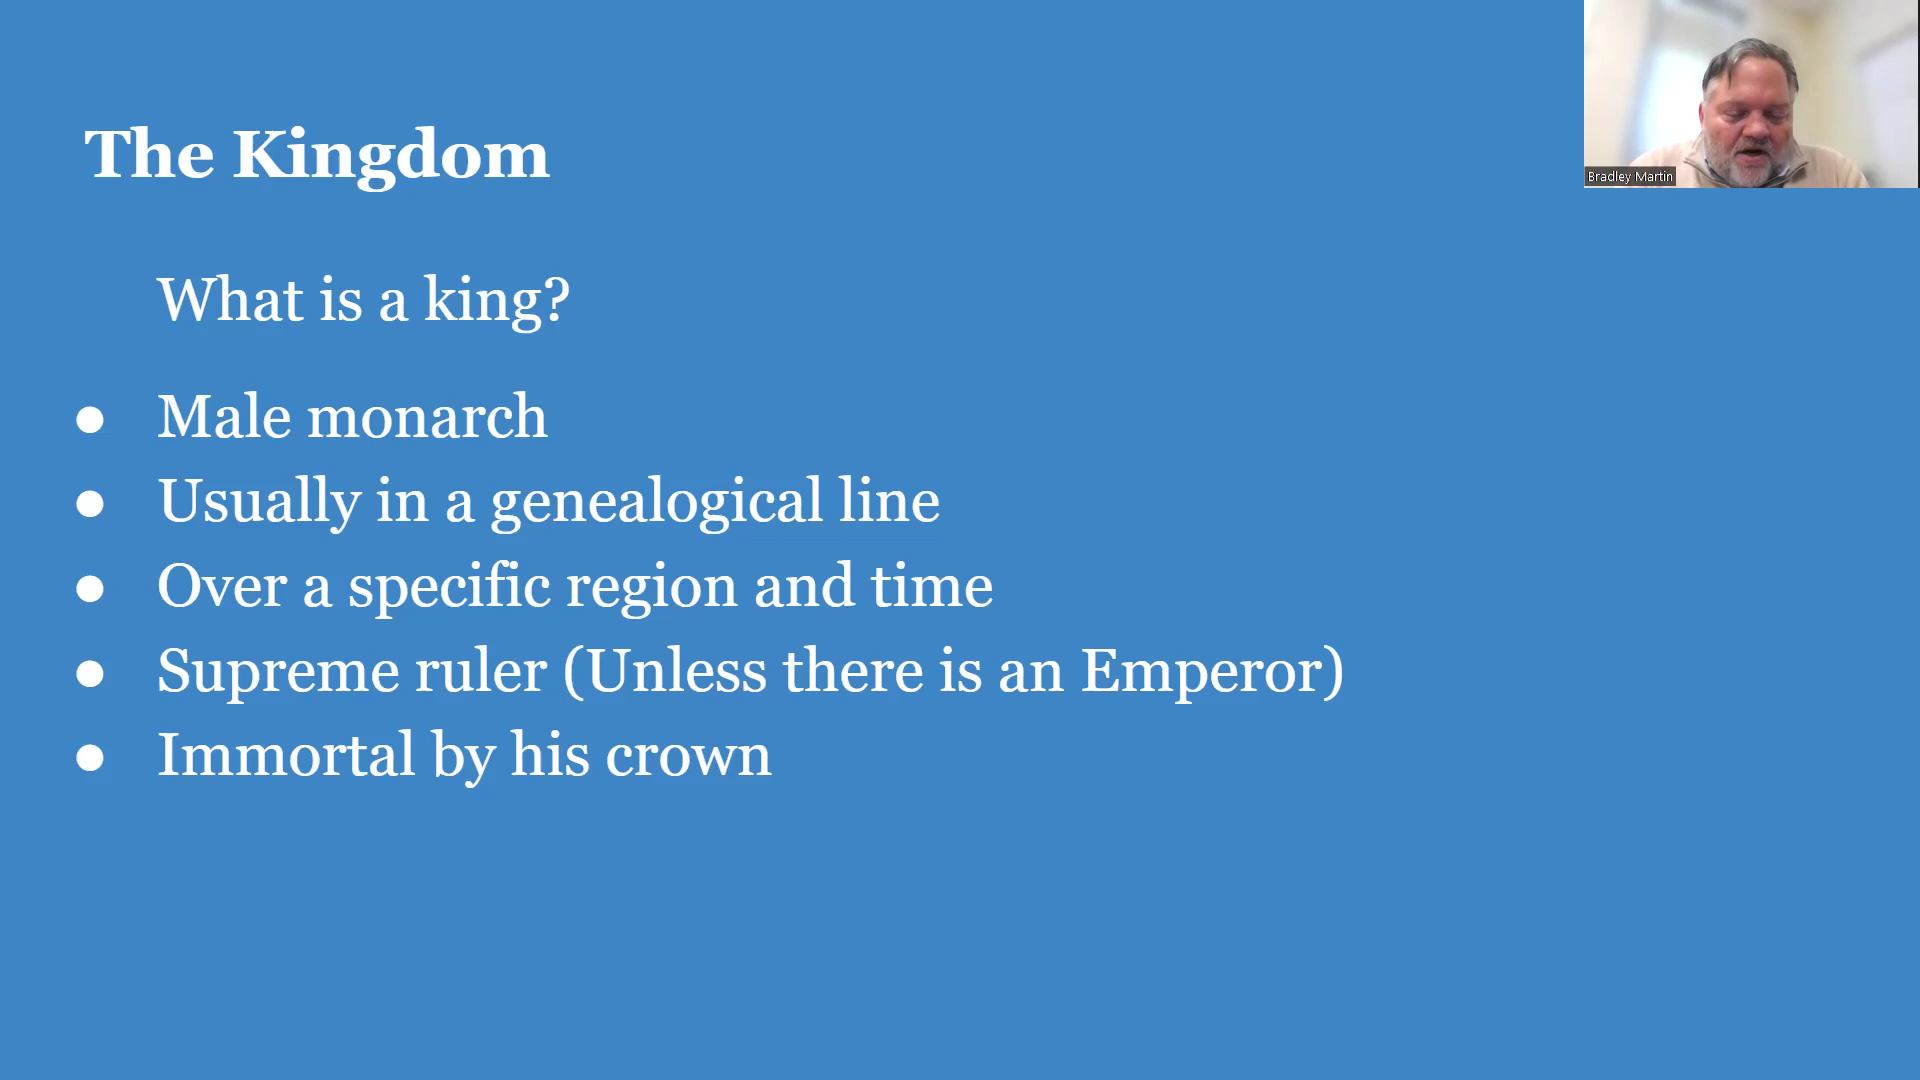 The Kingdom
Bradley Martin
What is a king?
● Male monarch
● Usually in a genealogical line
● Over a specific region and time
● Supreme ruler (Unless there is an Emperor)
● Immortal by his crown